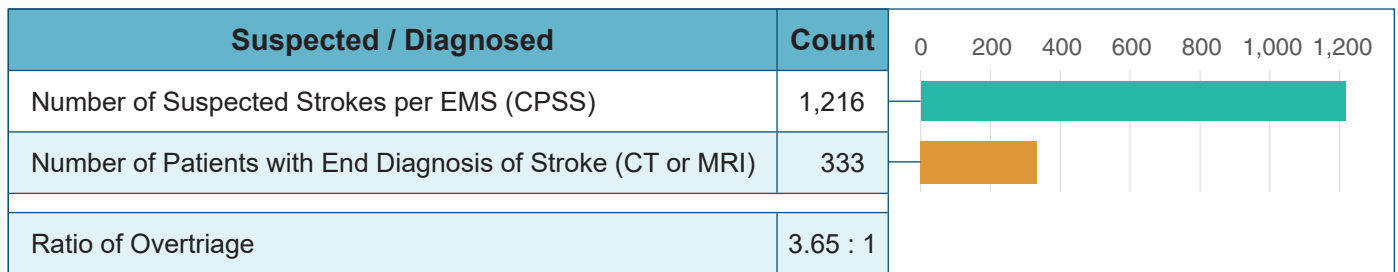 Suspected / Diagnosed Count
0 200 400 600 800 1,000 1,200
Number of Suspected Strokes per EMS (CPSS) 1,216
Number of Patients with End Diagnosis of Stroke (CT or MRI) 333
Ratio of Overtriage 3.65 : 1